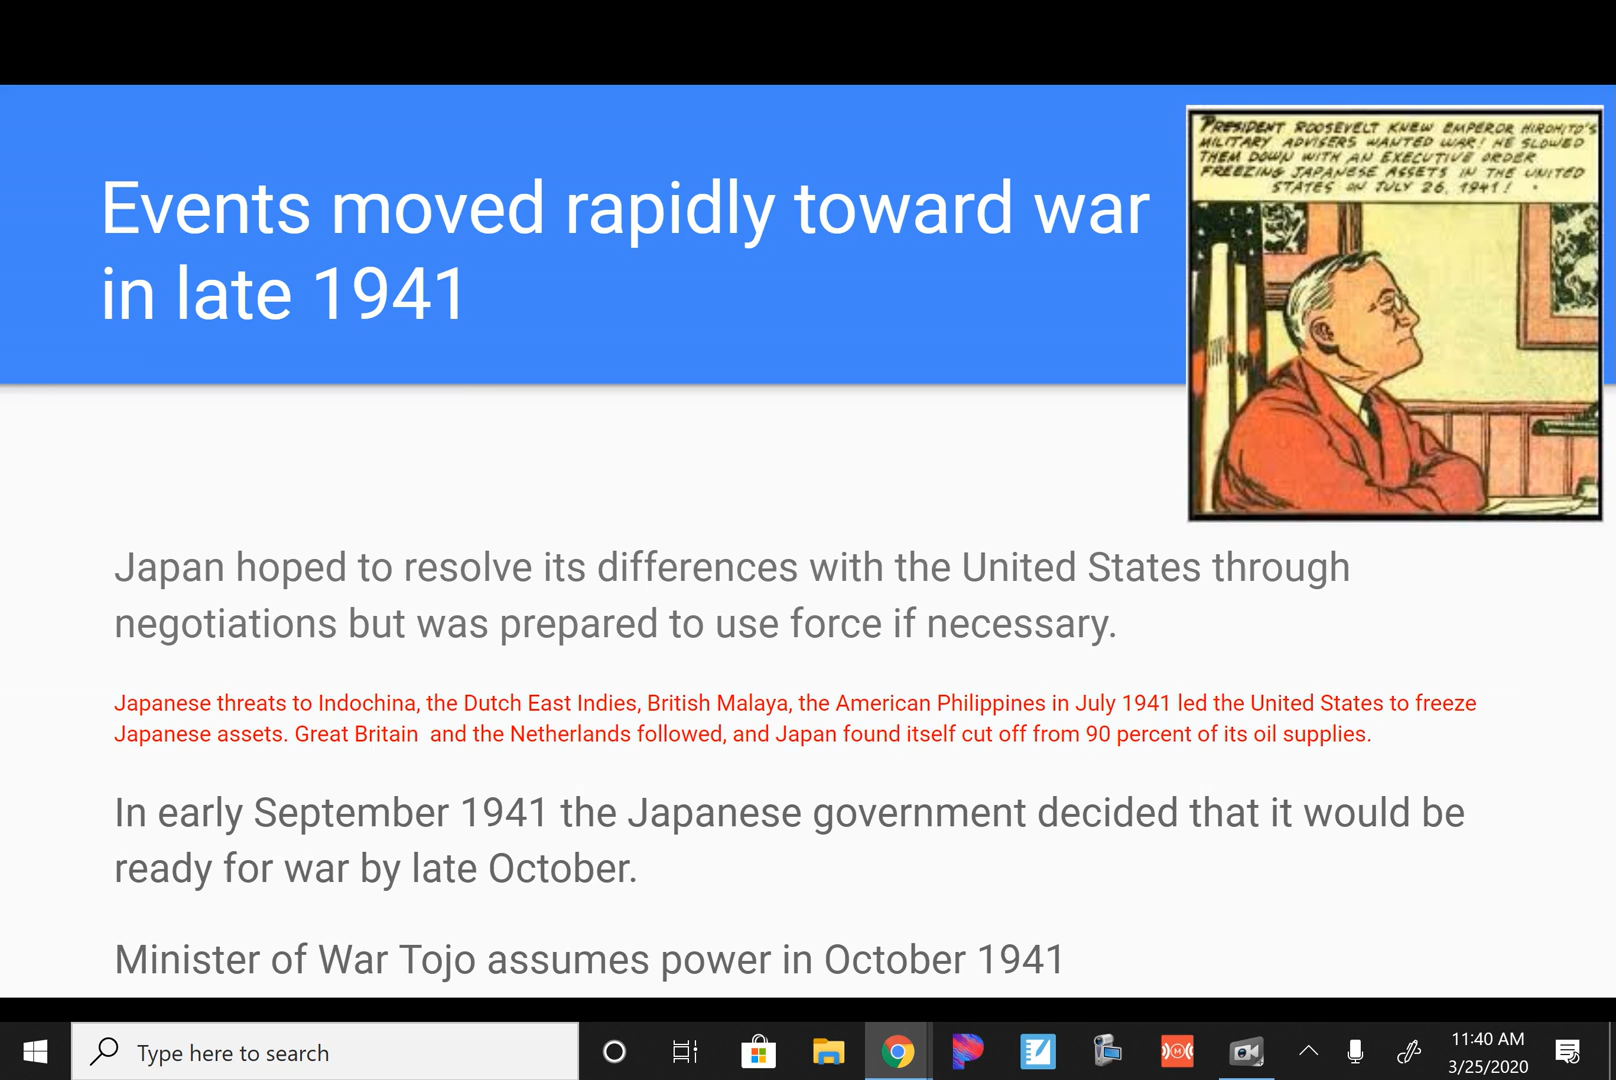 Events moved rapidly toward war
in late 1941
PRESIDENT ROOSEVELT KNEW EMPEROR HIROHITO'S
MILITARY ADVISERS WANTED WAR! HE SLOWED
THEM DOWN WITH AN EXECUTIVE ORDER
FREEZING JAPANESE ASSETS IN THE UNITED
STATES ON JULY 26, 1941!
Japan hoped to resolve its differences with the United States through
negotiations but was prepared to use force if necessary.
Japanese threats to Indochina, the Dutch East Indies, British Malaya, the American Philippines in July 1941 led the United States to freeze
Japanese assets. Great Britain  and the Netherlands followed, and Japan found itself cut off from 90 percent of its oil supplies.
In early September 1941 the Japanese government decided that it would be
ready for war by late October.
Minister of War Tojo assumes power in October 1941
Type here to search
11:40 AM
3/25/2020